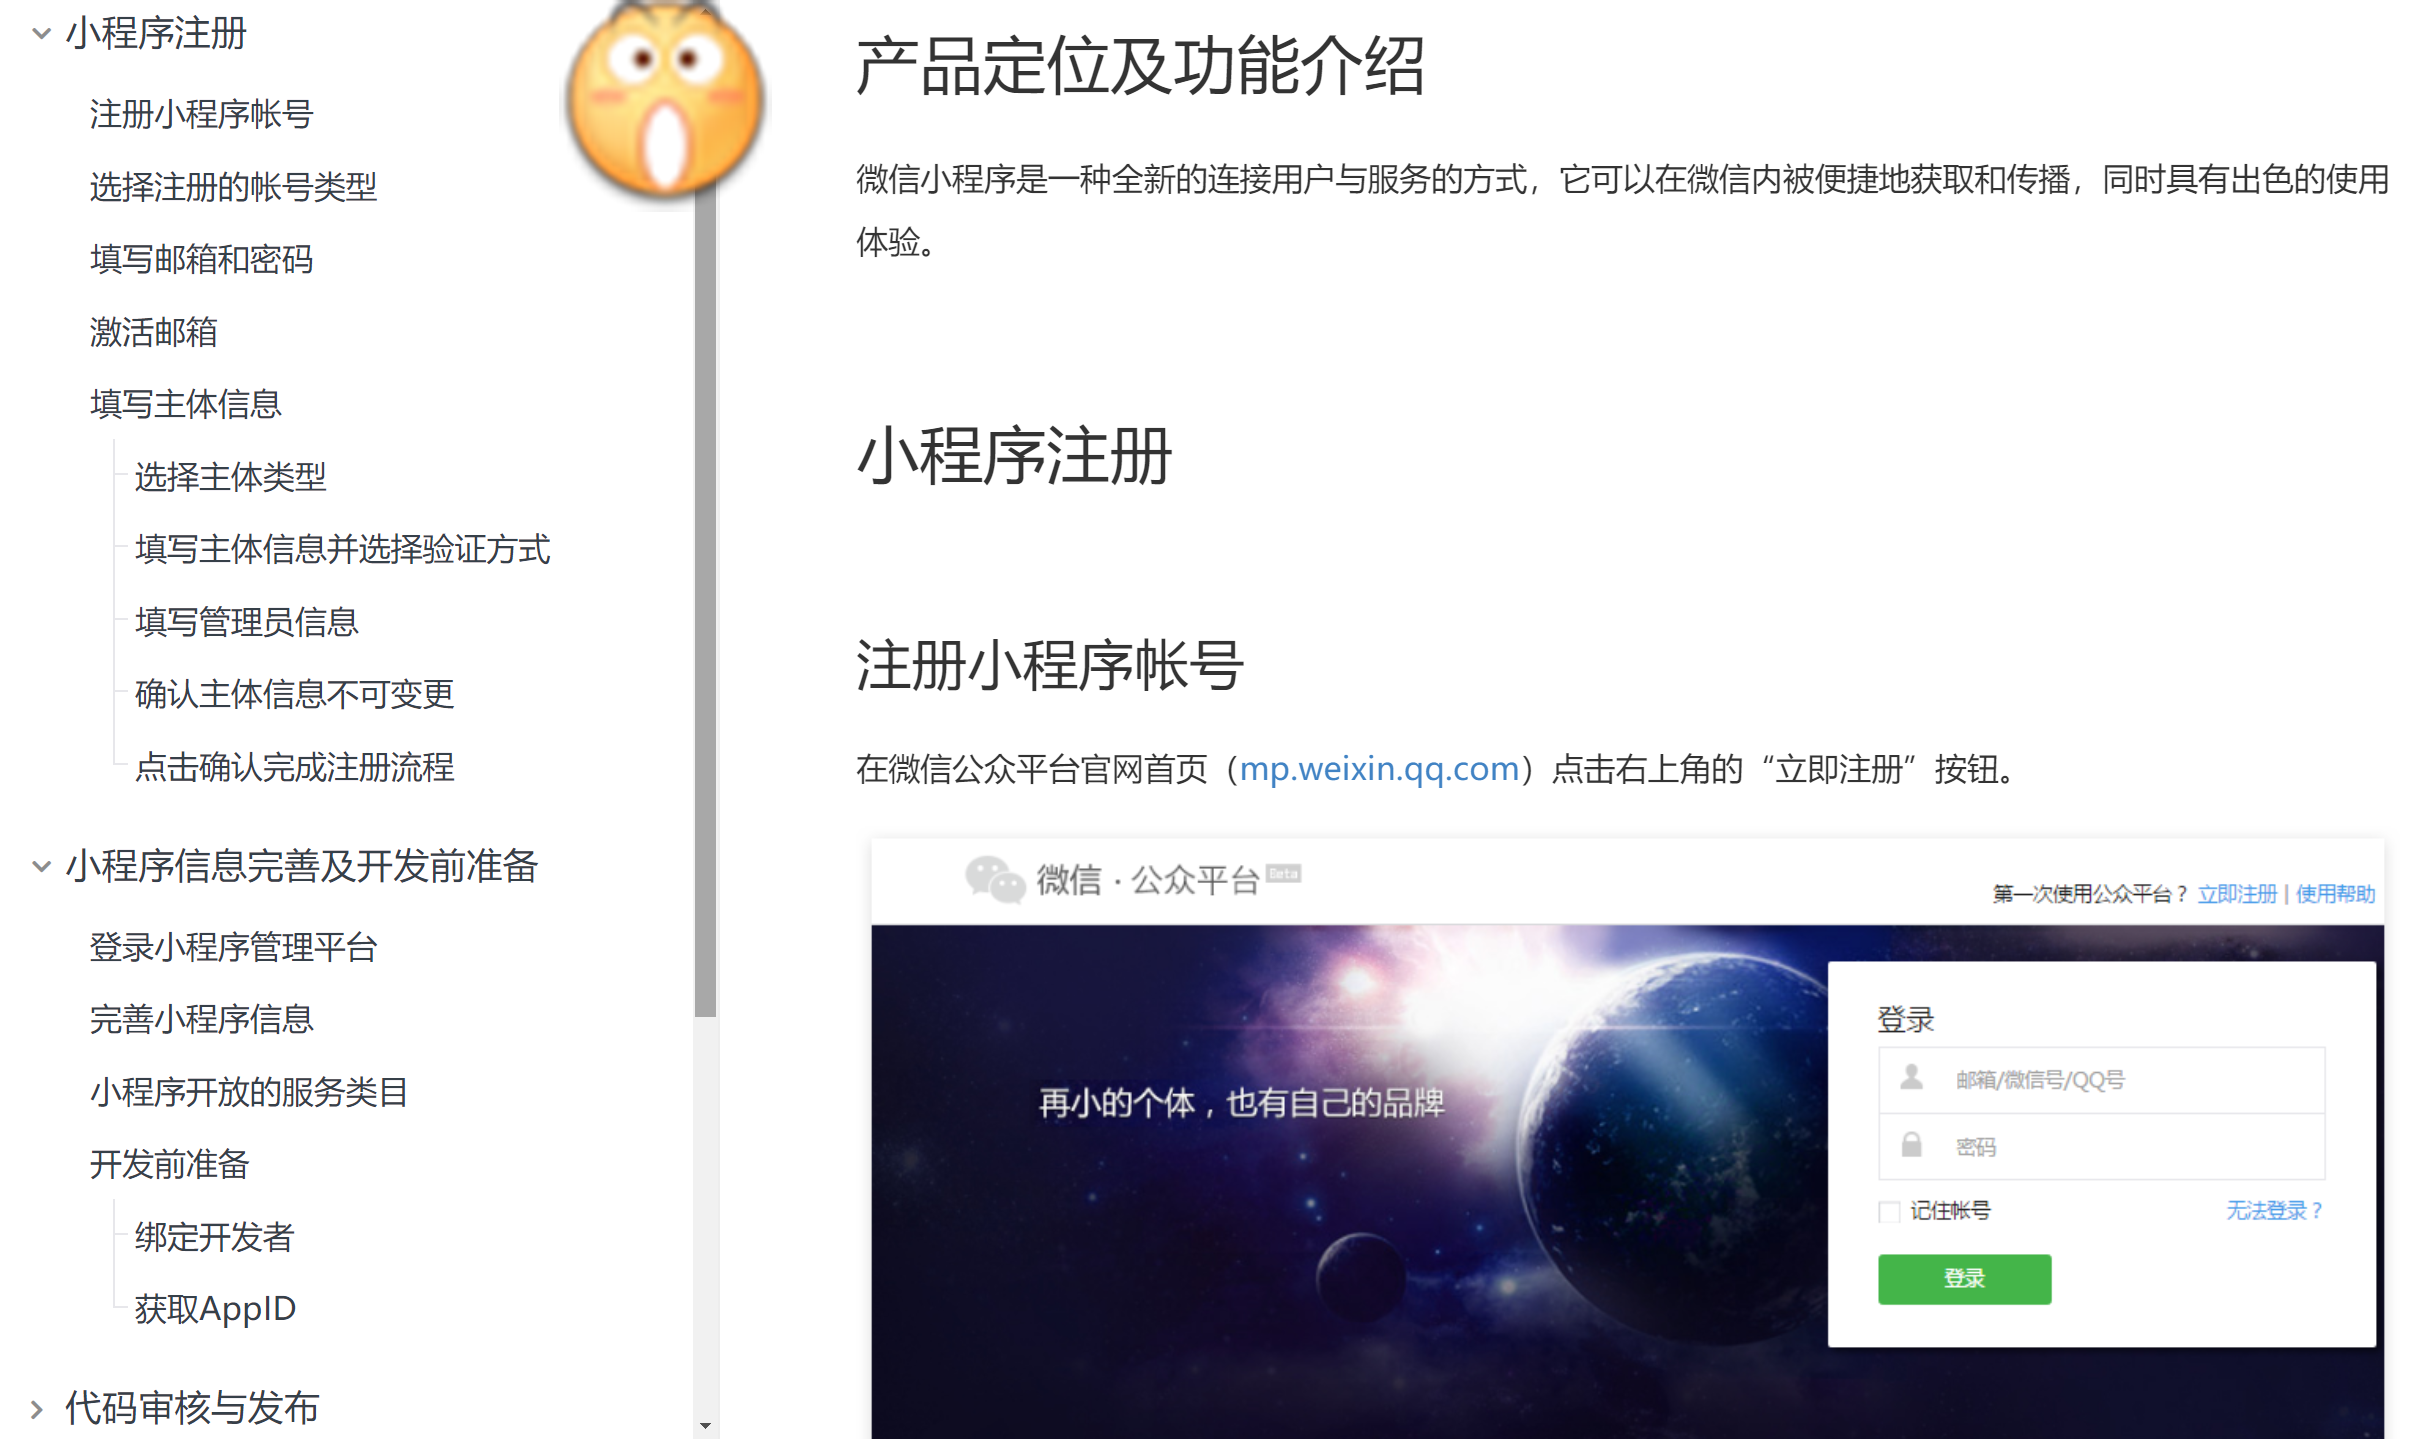 小程序注册
注册小程序帐号
选择注册的帐号类型
填写邮箱和密码
激活邮箱
填写主体信息
选择主体类型
填写主体信息并选择验证方式
填写管理员信息
确认主体信息不可变更
点击确认完成注册流程
小程序信息完善及开发前准备
登录小程序管理平台
完善小程序信息
小程序开放的服务类目
开发前准备
绑定开发者
获取AppID
代码审核与发布
产品定位及功能介绍
微信小程序是一种全新的连接用户与服务的方式，它可以在微信内被便捷地获取和传播，同时具有出色的使用
体验。
小程序注册
注册小程序帐号
在微信公众平台官网首页（mp.weixin.qq.com）点击右上角的“立即注册”按钮。
微信·公众平台 Beta
第一次使用公众平台？ 立即注册 | 使用帮助
再小的个体，也有自己的品牌
登录
邮箱/微信号/QQ号
密码
记住帐号 无法登录？
登录